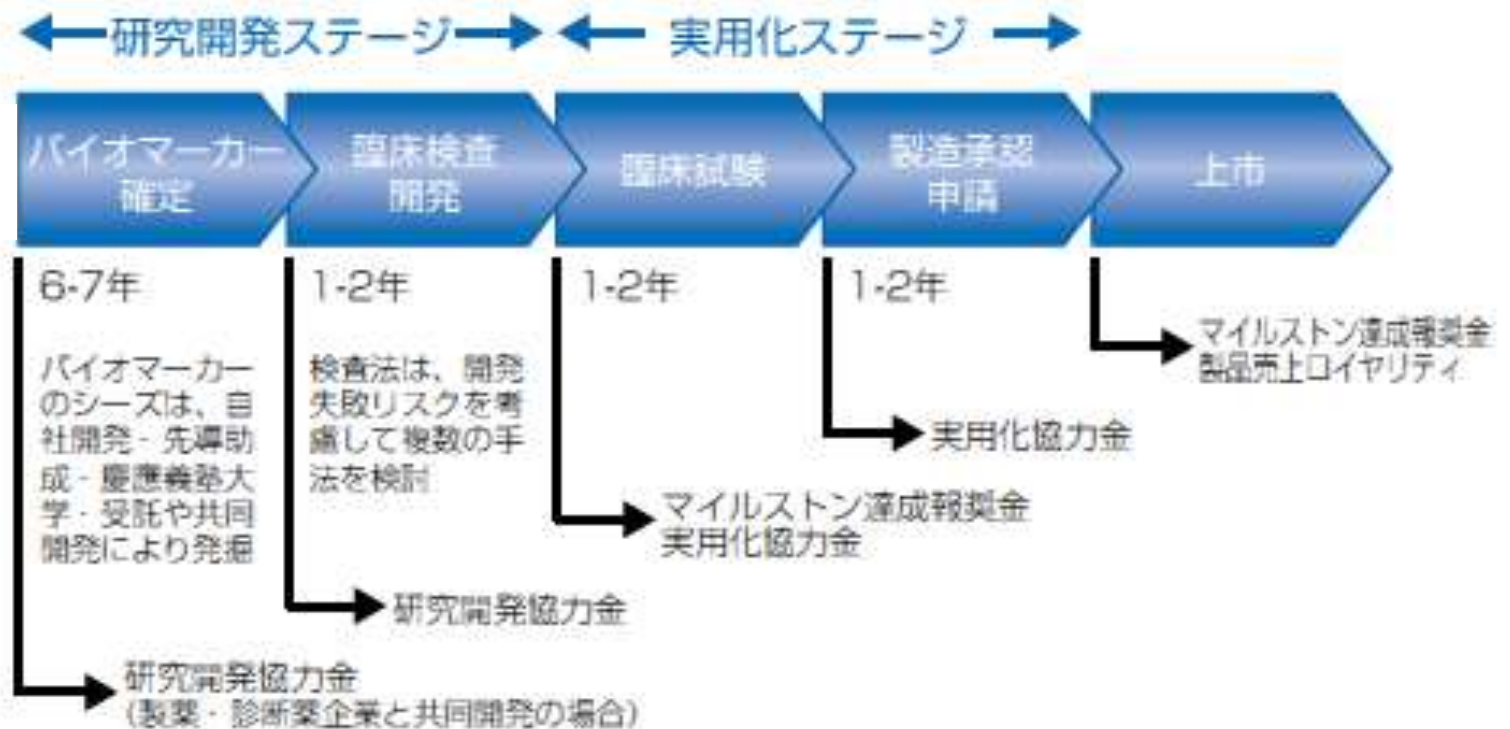 研究開発ステージ
実用化ステージ
バイオマーカー
確定
臨床検査
開発
臨床試験
製造承認
申請
上市
6-7年
1-2年
1-2年
1-2年
バイオマーカー
のシーズは、自
社開発・先導助
成・慶應義塾大
学・受託や共同
開発により発掘
検査法は、開発
失敗リスクを考
慮して複数の手
法を検討
マイルストン達成報奨金
製品売上ロイヤリティ
実用化協力金
マイルストン達成報奨金
実用化協力金
研究開発協力金
研究開発協力金
(製薬・診断薬企業と共同開発の場合)